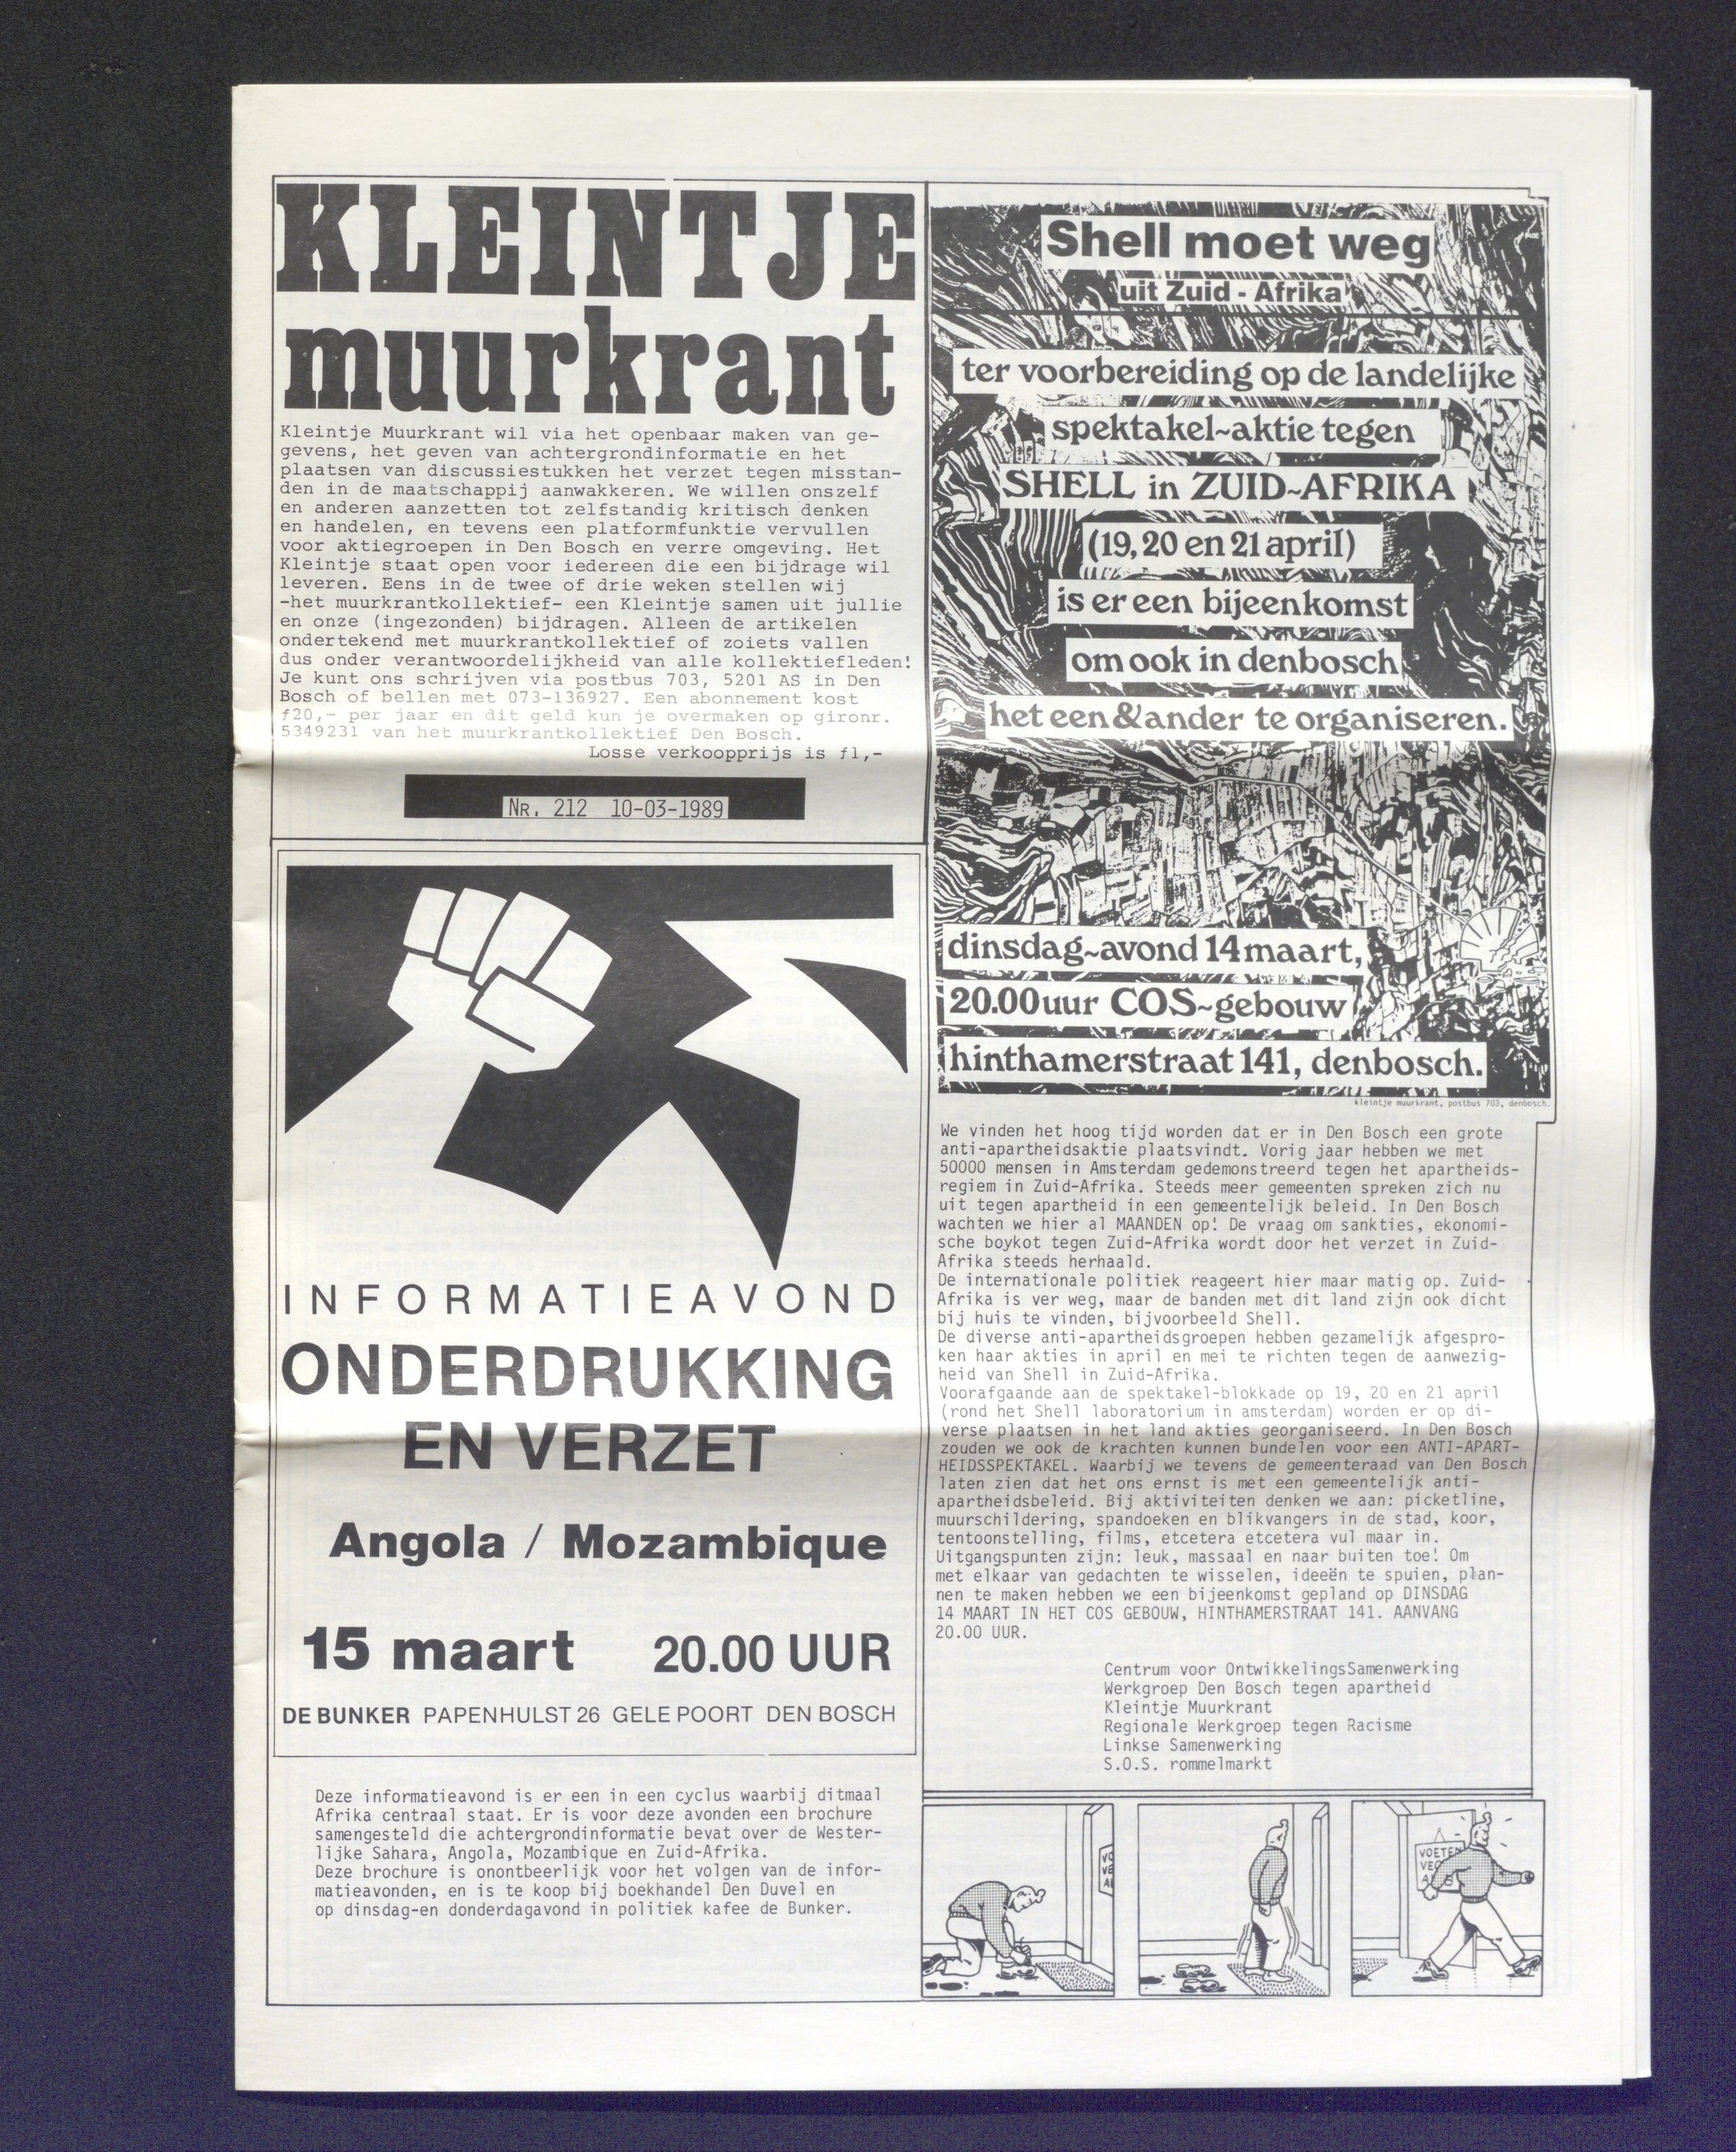 KLEINTJE
muurkrant
Kleintje Muurkrant wil via het openbaar maken van ge-
gevens, het geven van achtergrondinformatie en het
plaatsen van discussiestukken het verzet tegen misstan-
den in de maatschappij aanwakkeren. We willen onszelf
en anderen aanzetten tot zelfstandig kritisch denken
en handelen, en tevens een platformfunktie vervullen
voor aktiegroepen in Den Bosch en verre omgeving. Het
Kleintje staat open voor iedereen die een bijdrage wil
leveren. Eens in de twee of drie weken stellen wij
-het muurkrantkollektief- een Kleintje samen uit jullie
en onze (ingezonden) bijdragen. Alleen de artikelen
ondertekend met muurkrantkollektief of zoiets vallen
dus onder verantwoordelijkheid van alle kollektiefleden!
Je kunt ons schrijven via postbus 703, 5201 AS in Den
Bosch of bellen met 073-136927. Een abonnement kost
f20,- per jaar en dit geld kun je overmaken op gironr.
5349231 van het muurkrantkollektief Den Bosch.
Losse verkoopprijs is f1,-
NR. 212 10-03-1989
INFORMATIEAVOND
ONDERDRUKKING
EN VERZET
Angola / Mozambique
15 maart 20.00 UUR
DE BUNKER PAPENHULST 26 GELE POORT DEN BOSCH
Deze informatieavond is er een in een cyclus waarbij ditmaal
Afrika centraal staat. Er is voor deze avonden een brochure
samengesteld die achtergrondinformatie bevat over de Wester-
lijke Sahara, Angola, Mozambique en Zuid-Afrika.
Deze brochure is onontbeerlijk voor het volgen van de infor-
matieavonden, en is te koop bij boekhandel Den Duvel en
op dinsdag-en donderdagavond in politiek kafee de Bunker.
Shell moet weg
uit Zuid - Afrika
ter voorbereiding op de landelijke
spektakel~aktie tegen
SHELL in ZUID~AFRIKA
(19, 20 en 21 april)
is er een bijeenkomst
om ook in denbosch
het een & ander te organiseren.
dinsdag~avond 14 maart,
20.00 uur COS~gebouw
hinthamerstraat 141, denbosch.
kleintje muurkrant, postbus 703, denbosch.
We vinden het hoog tijd worden dat er in Den Bosch een grote
anti-apartheidsaktie plaatsvindt. Vorig jaar hebben we met
50000 mensen in Amsterdam gedemonstreerd tegen het apartheids-
regiem in Zuid-Afrika. Steeds meer gemeenten spreken zich nu
uit tegen apartheid in een gemeentelijk beleid. In Den Bosch
wachten we hier al MAANDEN op! De vraag om sankties, ekonomi-
sche boykot tegen Zuid-Afrika wordt door het verzet in Zuid-
Afrika steeds herhaald.
De internationale politiek reageert hier maar matig op. Zuid-
Afrika is ver weg, maar de banden met dit land zijn ook dicht
bij huis te vinden, bijvoorbeeld Shell.
De diverse anti-apartheidsgroepen hebben gezamelijk afgespro-
ken haar akties in april en mei te richten tegen de aanwezig-
heid van Shell in Zuid-Afrika.
Voorafgaande aan de spektakel-blokkade op 19, 20 en 21 april
(rond het Shell laboratorium in amsterdam) worden er op di-
verse plaatsen in het land akties georganiseerd. In Den Bosch
zouden we ook de krachten kunnen bundelen voor een ANTI-APART-
HEIDSSPEKTAKEL. Waarbij we tevens de gemeenteraad van Den Bosch
laten zien dat het ons ernst is met een gemeentelijk anti-
apartheidsbeleid. Bij aktiviteiten denken we aan: picketline,
muurschildering, spandoeken en blikvangers in de stad, koor,
tentoonstelling, films, etcetera etcetera vul maar in.
Uitgangspunten zijn: leuk, massaal en naar buiten toe! Om
met elkaar van gedachten te wisselen, ideeën te spuien, plan-
nen te maken hebben we een bijeenkomst gepland op DINSDAG
14 MAART IN HET COS GEBOUW, HINTHAMERSTRAAT 141. AANVANG
20.00 UUR.
Centrum voor OntwikkelingsSamenwerking
Werkgroep Den Bosch tegen apartheid
Kleintje Muurkrant
Regionale Werkgroep tegen Racisme
Linkse Samenwerking
S.O.S. rommelmarkt
VO
VE
A
VOETEN
VE
A